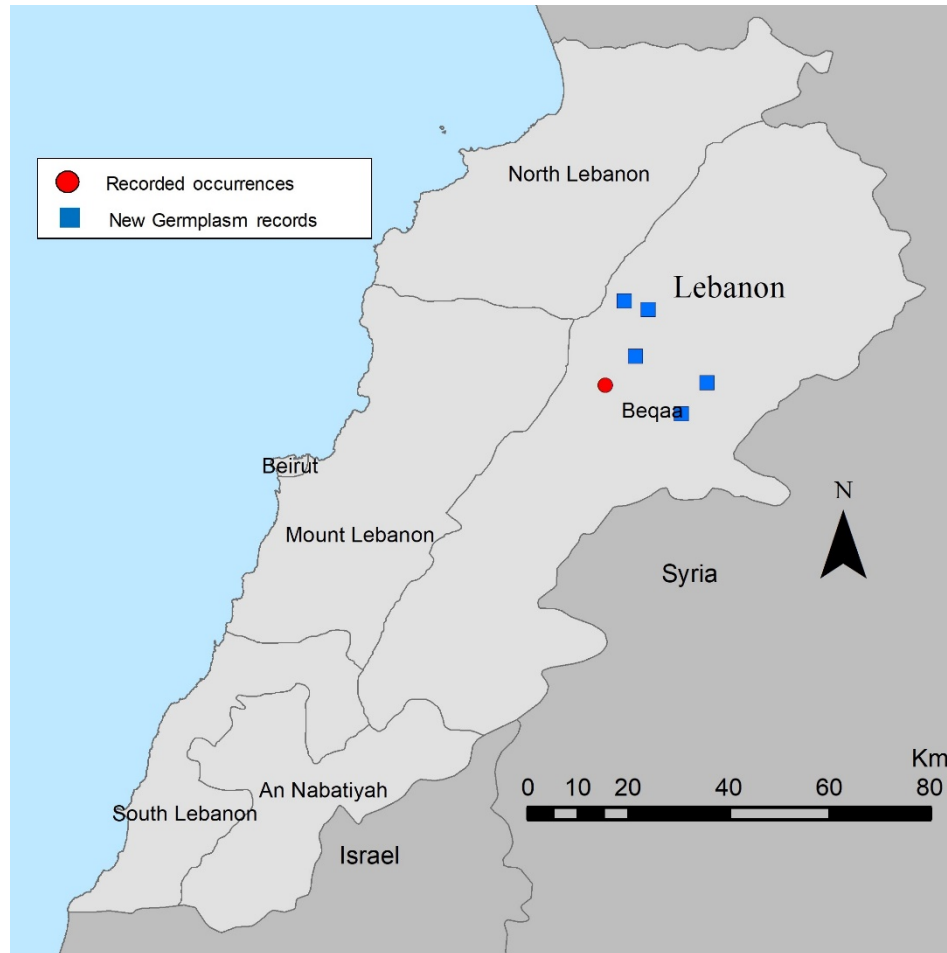 North Lebanon
Recorded occurrences
New Germplasm records
Lebanon
Beqaa
Beirut
Mount Lebanon
N
Syria
Km
0 10 20 40 60 80
An Nabatiyah
South Lebanon
Israel